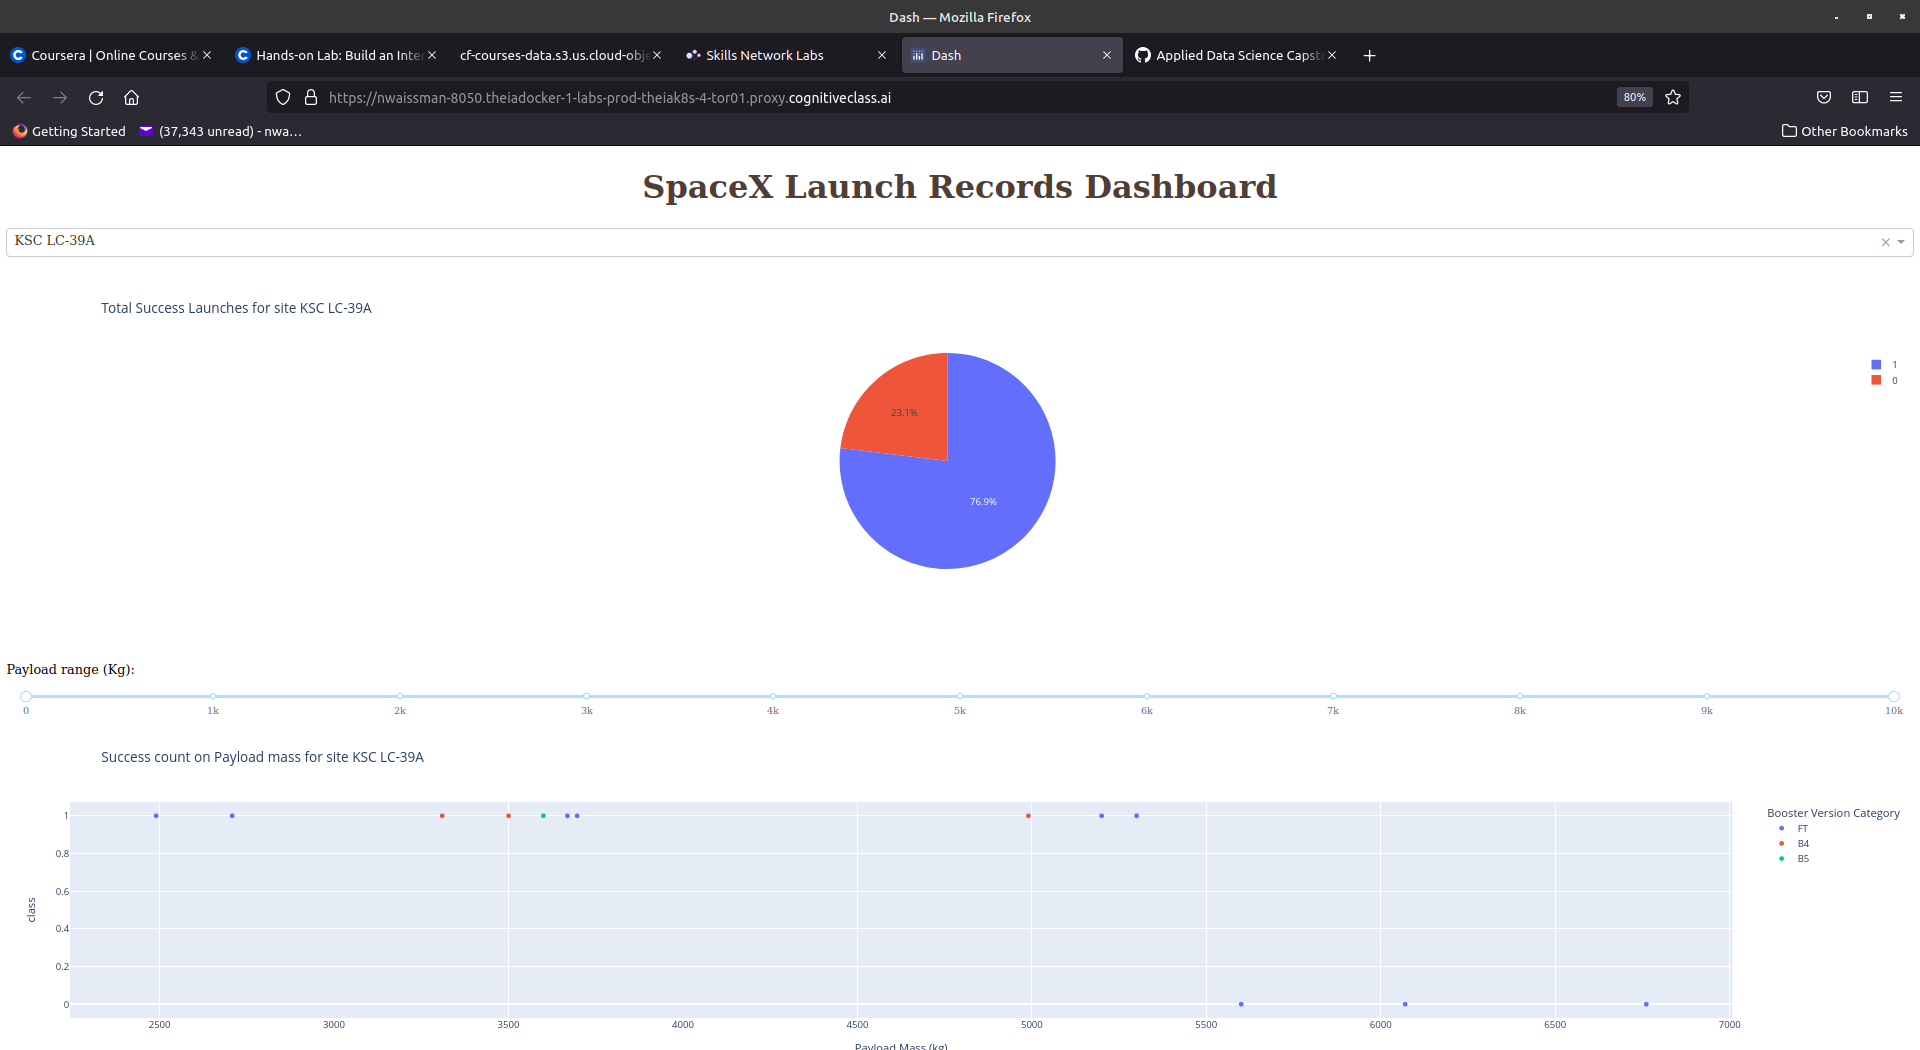 Dash — Mozilla Firefox
Coursera | Online Courses &
Hands-on Lab: Build an Inter
cf-courses-data.s3.us.cloud-obje
Skills Network Labs
Dash
Applied Data Science Capsto
https://nwaissman-8050.theiadocker-1-labs-prod-theiak8s-4-tor01.proxy.cognitiveclass.ai
80%
Getting Started
(37,343 unread) - nwa…
Other Bookmarks
SpaceX Launch Records Dashboard
KSC LC-39A
Total Success Launches for site KSC LC-39A
1
0
23.1%
76.9%
Payload range (Kg):
0 1k 2k 3k 4k 5k 6k 7k 8k 9k 10k
Success count on Payload mass for site KSC LC-39A
Booster Version Category
FT
B4
B5
1
0.8
0.6
0.4
0.2
0
class
2500 3000 3500 4000 4500 5000 5500 6000 6500 7000
Payload Mass (kg)